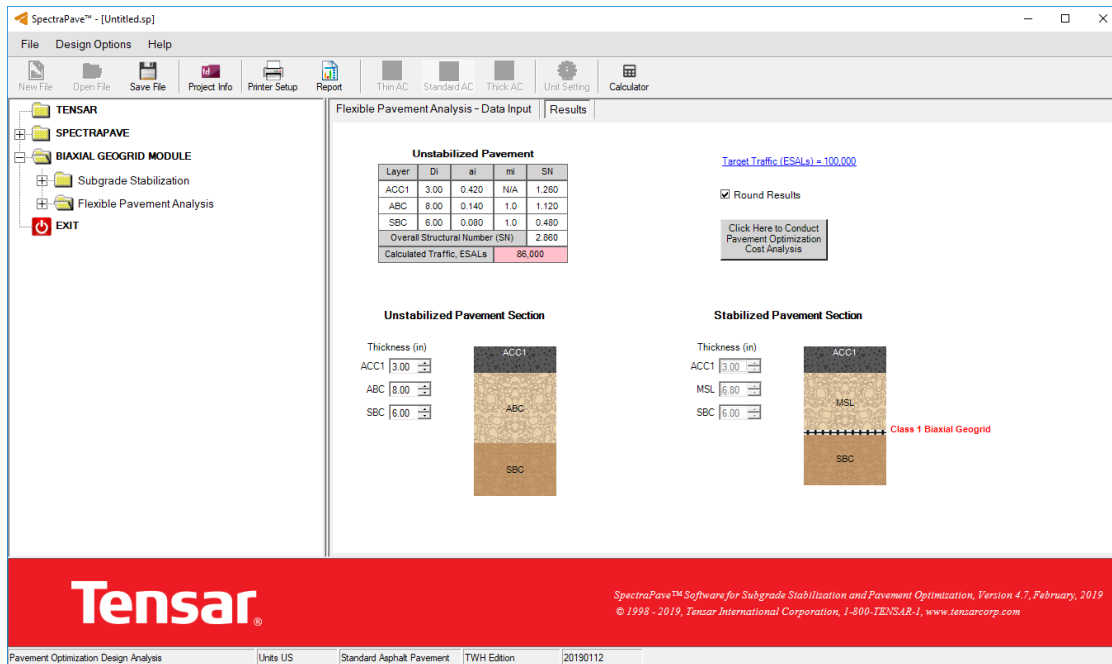 SpectraPave™ - [Untitled.sp]
File Design Options Help
New File Open File Save File Project Info Printer Setup Report Thin AC Standard AC Thick AC Unit Setting Calculator
TENSAR
SPECTRAPAVE
BIAXIAL GEOGRID MODULE
Subgrade Stabilization
Flexible Pavement Analysis
EXIT
Flexible Pavement Analysis - Data Input Results
Unstabilized Pavement
Layer Di ai mi SN
ACC1 3.00 0.420 N/A 1.260
ABC 8.00 0.140 1.0 1.120
SBC 6.00 0.080 1.0 0.480
Overall Structural Number (SN) 2.860
Calculated Traffic, ESALs 86,000
Target Traffic (ESALs) = 100,000
Round Results
Click Here to Conduct
Pavement Optimization
Cost Analysis
Unstabilized Pavement Section
Thickness (in)
ACC1 3.00
ABC 8.00
SBC 6.00
ACC1
ABC
SBC
Stabilized Pavement Section
Thickness (in)
ACC1 3.00
MSL 6.80
SBC 6.00
ACC1
MSL
Class 1 Biaxial Geogrid
SBC
Tensar®
SpectraPave™ Software for Subgrade Stabilization and Pavement Optimization, Version 4.7, February, 2019
© 1998 - 2019, Tensar International Corporation, 1-800-TENSAR-1, www.tensarcorp.com
Pavement Optimization Design Analysis Units US Standard Asphalt Pavement TWH Edition 20190112